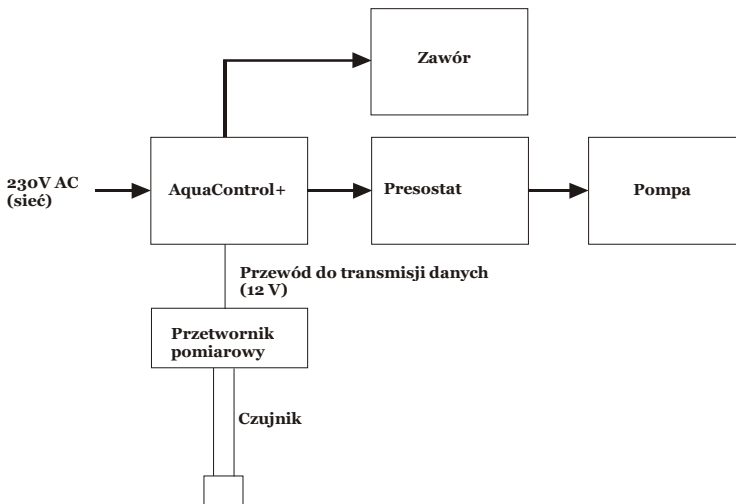 Zawór
230V AC
(sieć)
AquaControl+
Presostat
Pompa
Przewód do transmisji danych
(12 V)
Przetwornik
pomiarowy
Czujnik